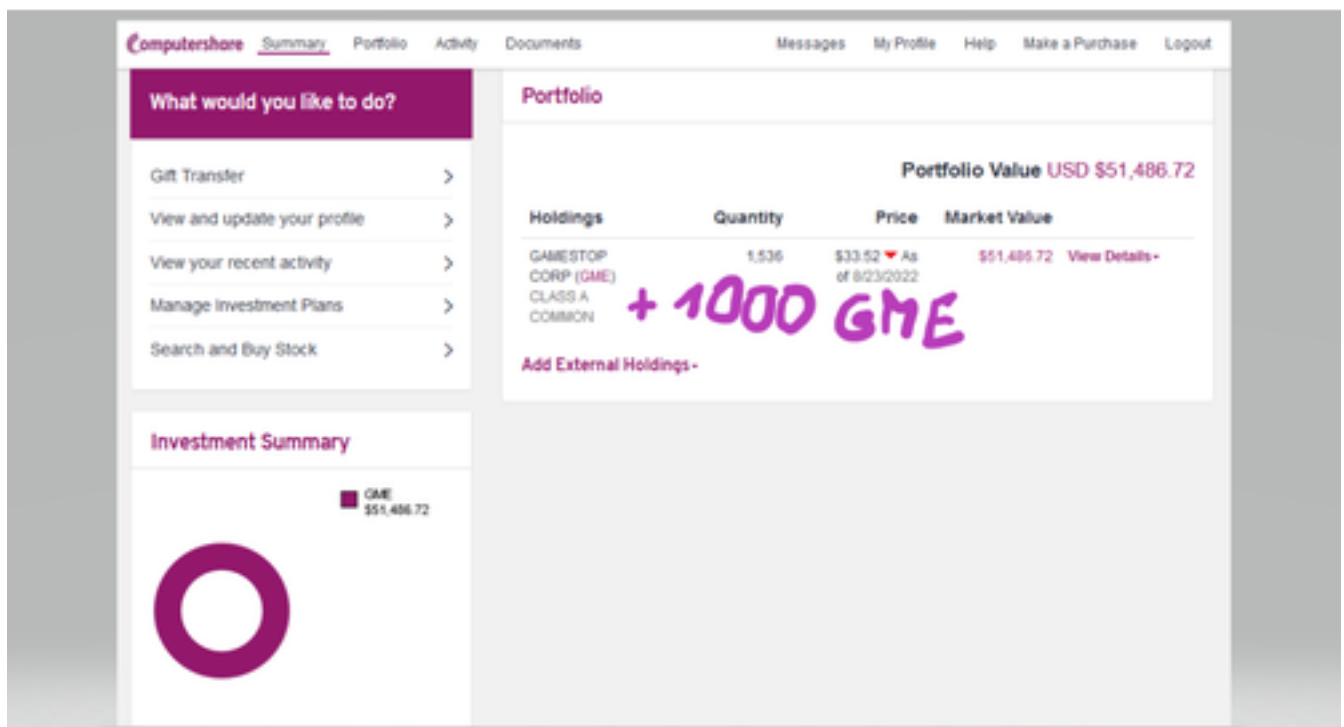 Computershare Summary Portfolio Activity Documents Messages My Profile Help Make a Purchase Logout
What would you like to do?
Gift Transfer
View and update your profile
View your recent activity
Manage Investment Plans
Search and Buy Stock
Investment Summary
GME
$51,486.72
Portfolio
Portfolio Value USD $51,486.72
Holdings Quantity Price Market Value
GAMESTOP 1,536 $33.52 As $51,486.72 View Details
CORP (GME) of 8/23/2022
CLASS A
COMMON
+ 1000 GME
Add External Holdings